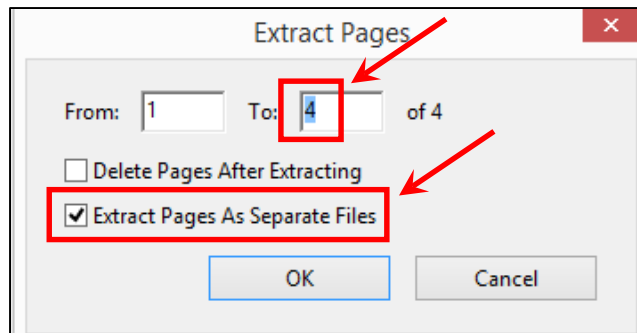 Extract Pages
From: 1 To: 4 of 4
Delete Pages After Extracting
Extract Pages As Separate Files
OK Cancel